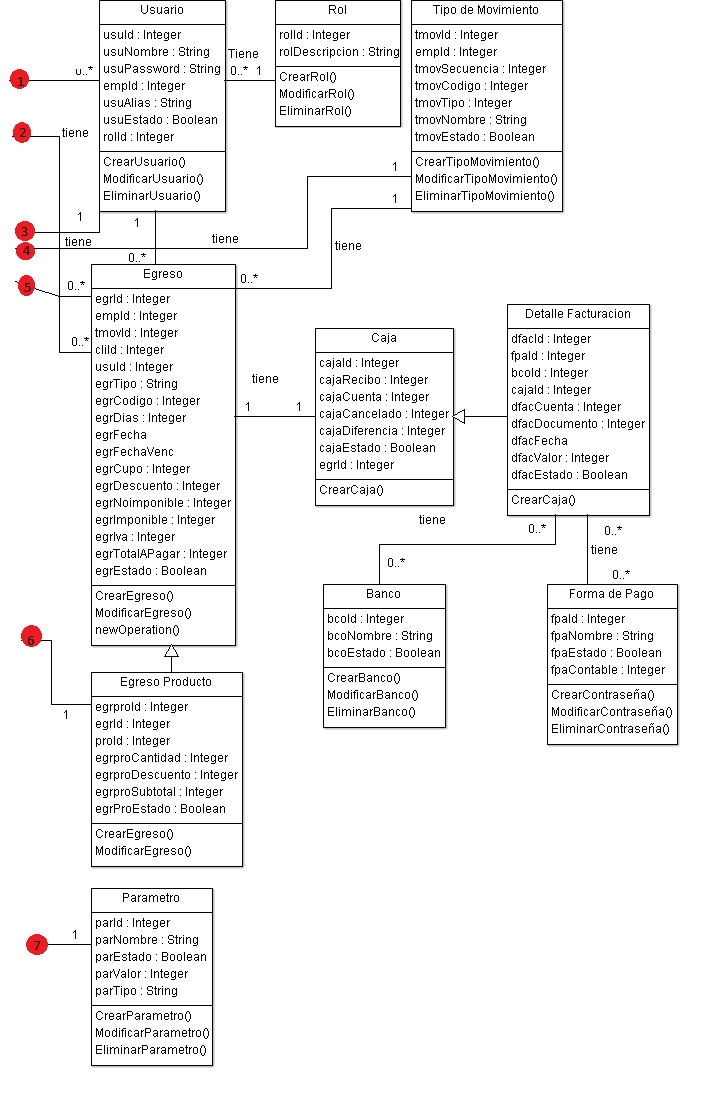 Usuario
usuId : Integer
usuNombre : String
usuPassword : String
empId : Integer
usuAlias : String
usuEstado : Boolean
rolId : Integer
CrearUsuario()
ModificarUsuario()
EliminarUsuario()
Rol
rolId : Integer
rolDescripcion : String
CrearRol()
ModificarRol()
EliminarRol()
Tipo de Movimiento
tmovId : Integer
empId : Integer
tmovSecuencia : Integer
tmovCodigo : Integer
tmovTipo : Integer
tmovNombre : String
tmovEstado : Boolean
CrearTipoMovimiento()
ModificarTipoMovimiento()
EliminarTipoMovimiento()
Tiene
0..* 1
1
0..*
2
tiene
3
1
4
tiene
tiene
1
1
tiene
1
0..*
5
0..*
0..*
0..*
Egreso
egrId : Integer
empId : Integer
tmovId : Integer
cliId : Integer
usuId : Integer
egrTipo : String
egrCodigo : Integer
egrDias : Integer
egrFecha
egrFechaVenc
egrCupo : Integer
egrDescuento : Integer
egrNoimponible : Integer
egrImponible : Integer
egrIva : Integer
egrTotalAPagar : Integer
egrEstado : Boolean
CrearEgreso()
ModificarEgreso()
newOperation()
tiene
1
1
Caja
cajaId : Integer
cajaRecibo : Integer
cajaCuenta : Integer
cajaCancelado : Integer
cajaDiferencia : Integer
cajaEstado : Boolean
egrId : Integer
CrearCaja()
Detalle Facturacion
dfacId : Integer
fpaId : Integer
bcoId : Integer
cajaId : Integer
dfacCuenta : Integer
dfacDocumento : Integer
dfacFecha
dfacValor : Integer
dfacEstado : Boolean
CrearCaja()
tiene
0..*
0..*
0..*
tiene
0..*
Banco
bcoId : Integer
bcoNombre : String
bcoEstado : Boolean
CrearBanco()
ModificarBanco()
EliminarBanco()
Forma de Pago
fpaId : Integer
fpaNombre : String
fpaEstado : Boolean
fpaContable : Integer
CrearContraseña()
ModificarContraseña()
EliminarContraseña()
6
1
Egreso Producto
egrproId : Integer
egrId : Integer
proId : Integer
egrproCantidad : Integer
egrproDescuento : Integer
egrproSubtotal : Integer
egrProEstado : Boolean
CrearEgreso()
ModificarEgreso()
7
1
Parametro
parId : Integer
parNombre : String
parEstado : Boolean
parValor : Integer
parTipo : String
CrearParametro()
ModificarParametro()
EliminarParametro()